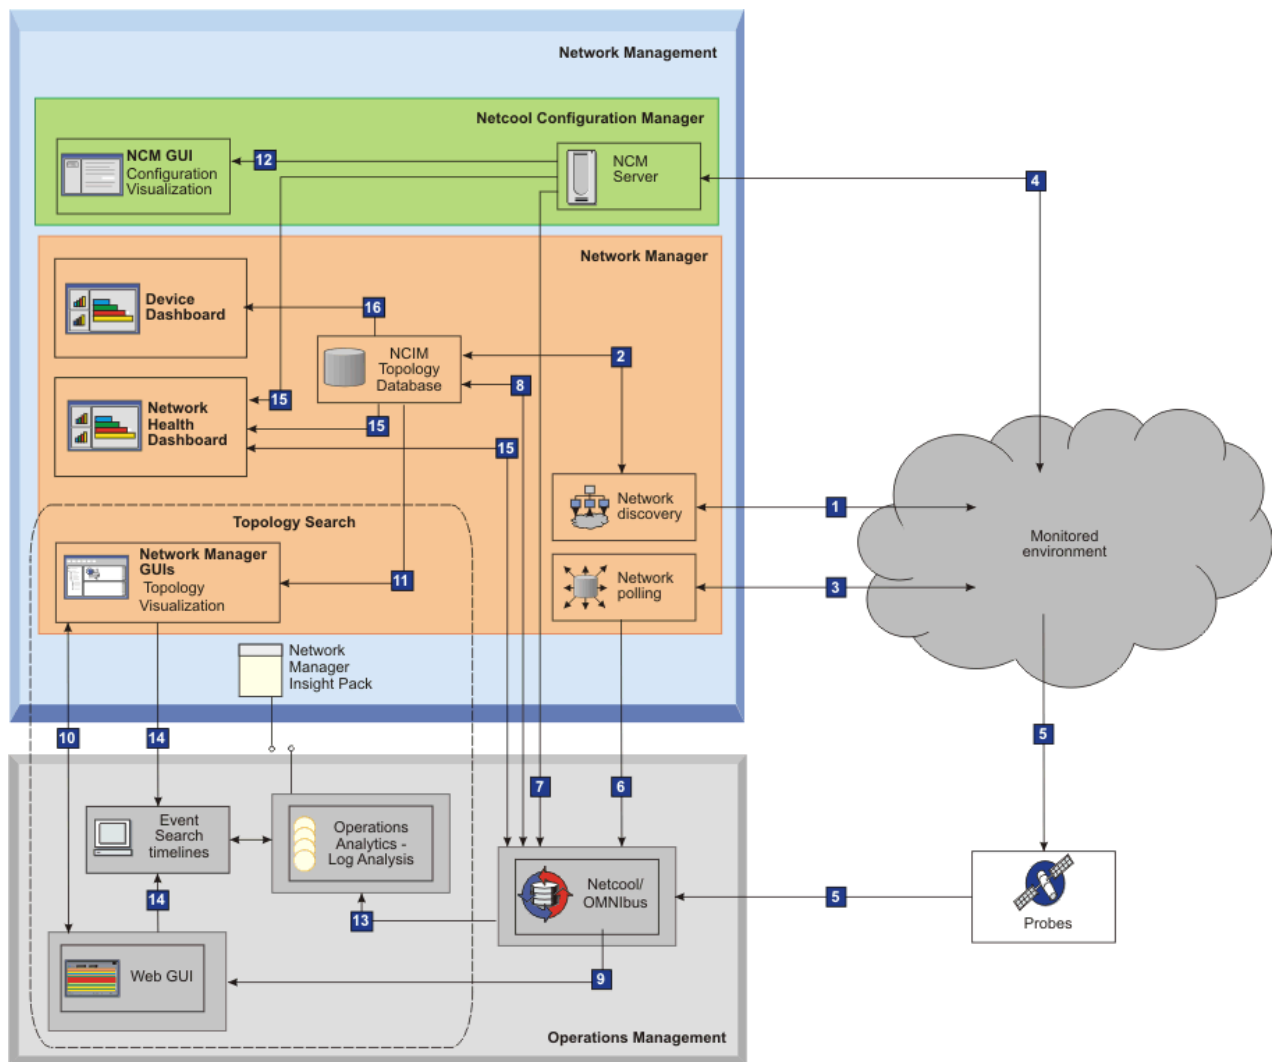 Network Management
Netcool Configuration Manager
NCM GUI
Configuration
Visualization
12
NCM
Server
4
Network Manager
Device
Dashboard
16
NCIM
Topology
Database
2
8
Network
Health
Dashboard
15
15
15
Network
discovery
1
Monitored
environment
Topology Search
Network Manager
GUIs
Topology
Visualization
11
Network
polling
3
Network
Manager
Insight Pack
10
14
5
7
6
Event
Search
timelines
Operations
Analytics -
Log Analysis
14
13
Netcool/
OMNIbus
5
Probes
Web GUI
9
Operations Management